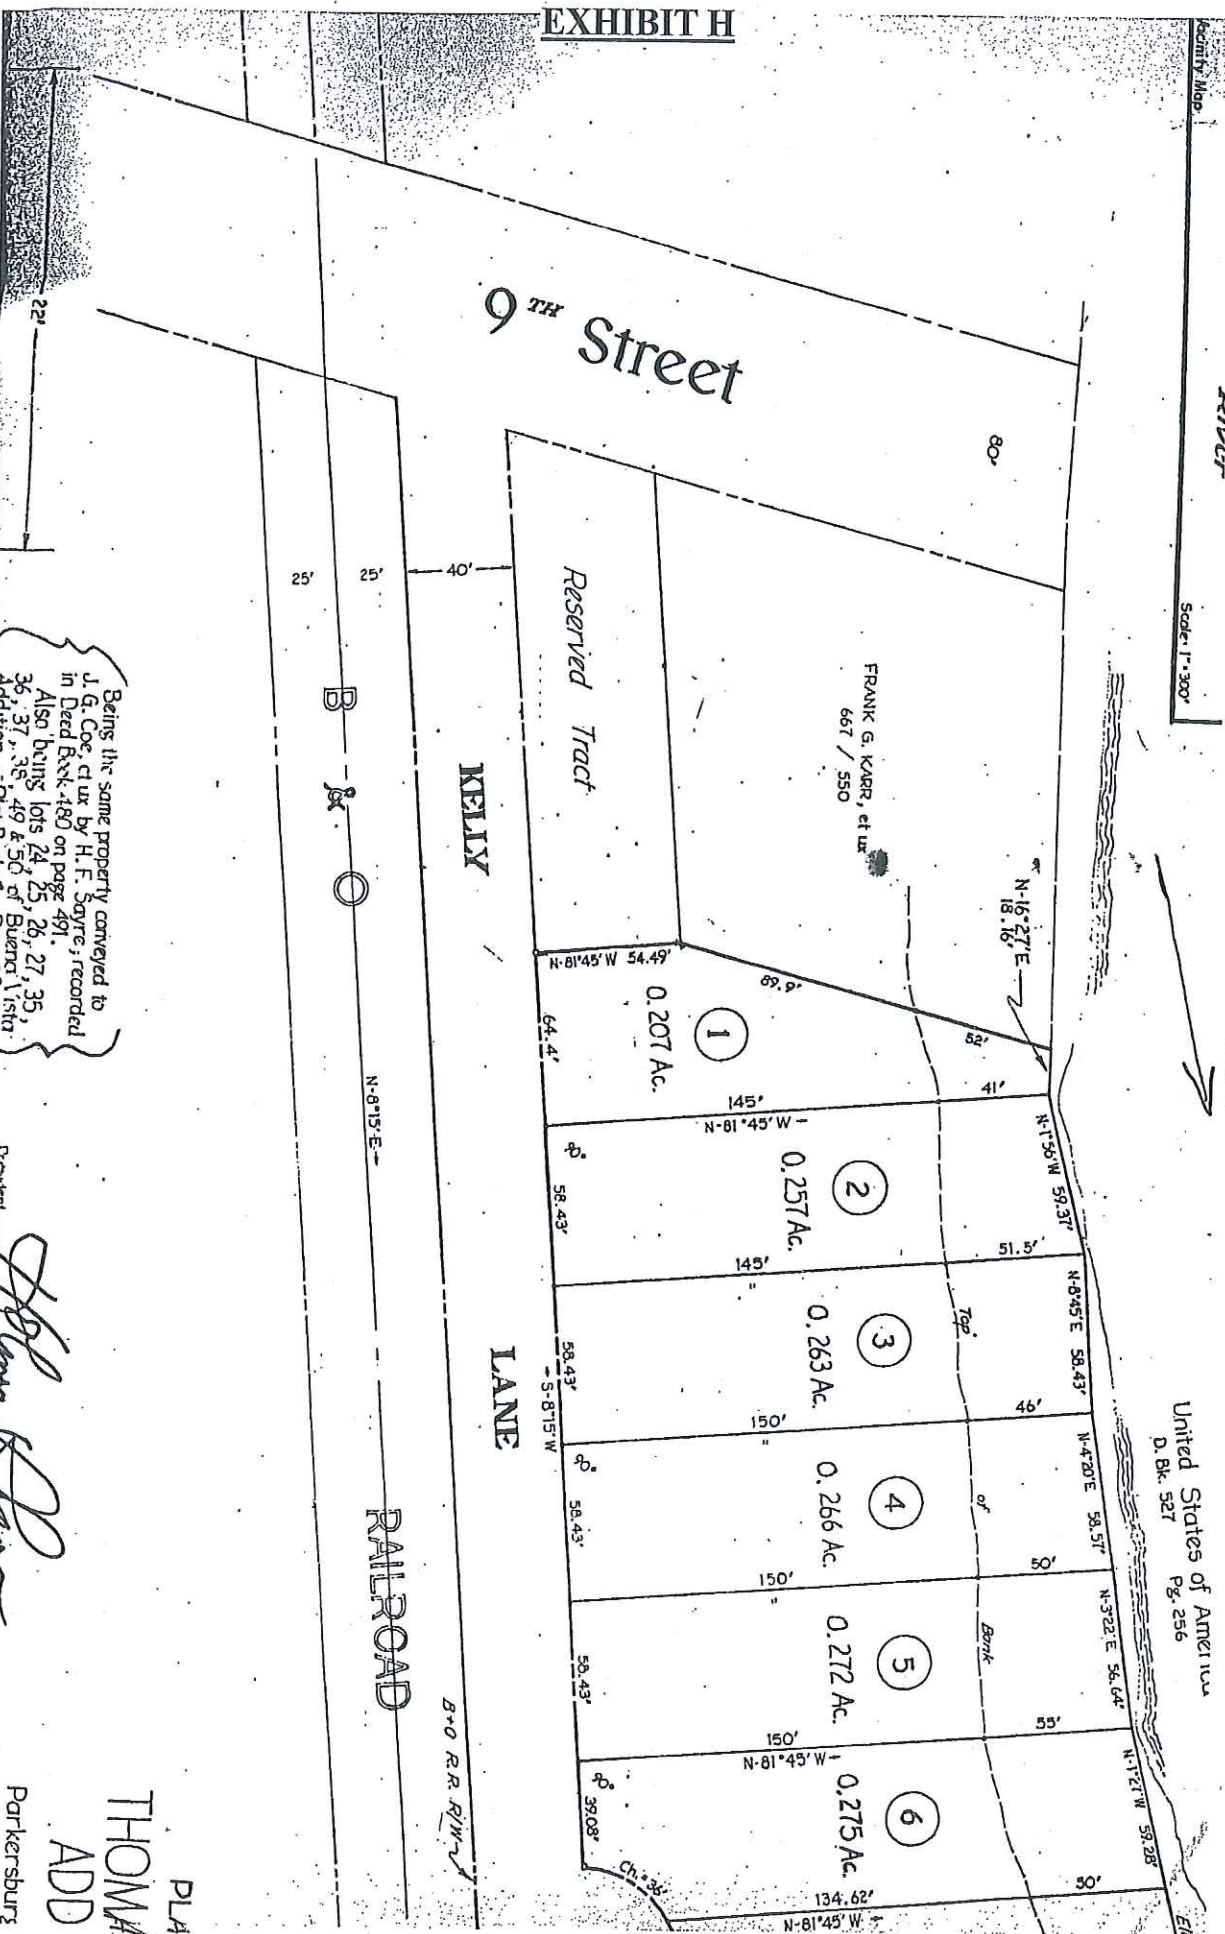 EXHIBIT H
Vicinity Map
Scale: 1"=300'
9TH Street
80'
22'
25'
25'
40'
Reserved Tract
FRANK G. KARR, et ux
667 / 550
N-16°27'E
18.16'
B & O
RAILROAD
KELLY
LANE
N-8°15'E
B+O R.R. R/W
N-81°45'W 54.49'
89.9'
52'
1
0.207 Ac.
64.4'
145'
41'
N-81°45'W
N-1°56'W 59.37'
2
0.257 Ac.
58.43'
145'
"
51.5'
N-8°45'E 58.43'
3
0.263 Ac.
58.43'
S-8°15'W
150'
"
46'
N-4°20'E 58.57'
4
0.266 Ac.
58.43'
150'
"
50'
N-3°22'E 56.64'
5
0.272 Ac.
58.43'
150'
N-81°45'W
55'
N-1°27'W 59.28'
6
0.275 Ac.
39.08'
Ch.=36'
134.62'
N-81°45'W
50'
Top of Bank
United States of America
D. Bk. 527 Pg. 256
Being the same property conveyed to
J. G. Coe, et ux by H. F. Sayre, recorded
in Deed Book 480 on page 491.
Also being lots 24, 25, 26, 27, 35,
36, 37, 38, 49 & 50 of Buena Vista
PLA
THOMA
ADD
Parkersburg